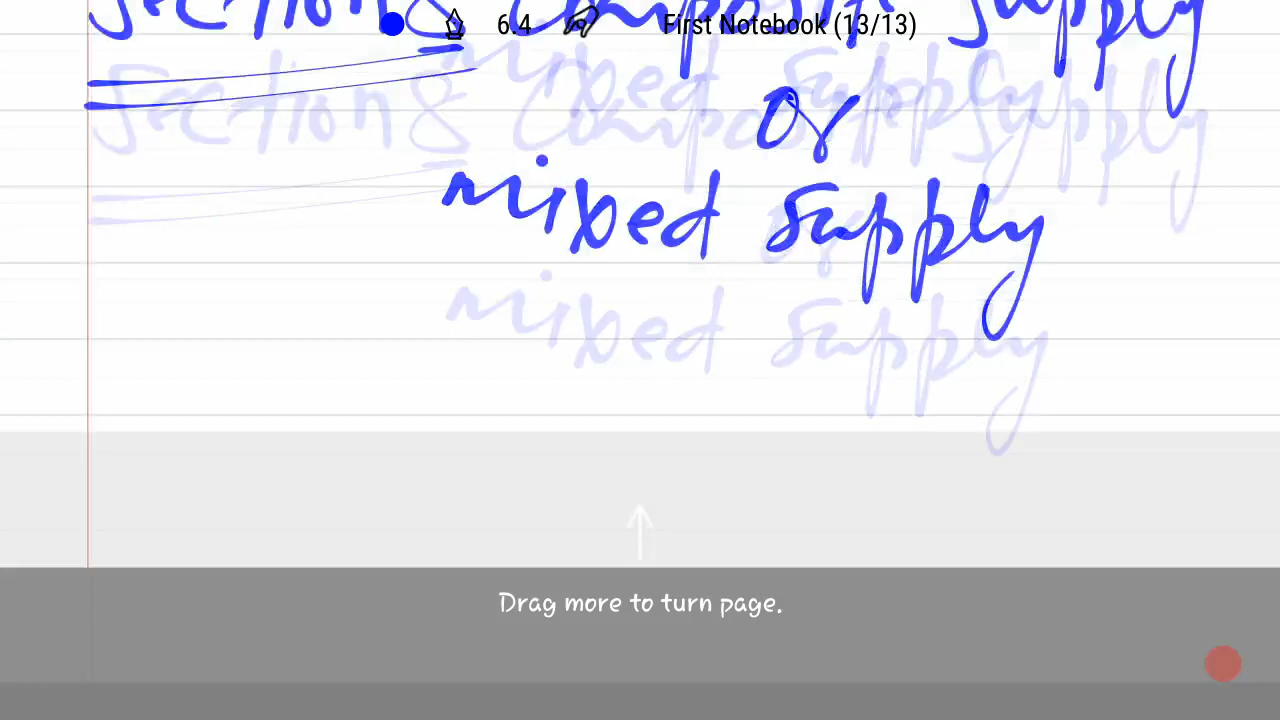 6.4 First Notebook (13/13)
Section 8 Composite Supply
or
mixed supply
Drag more to turn page.